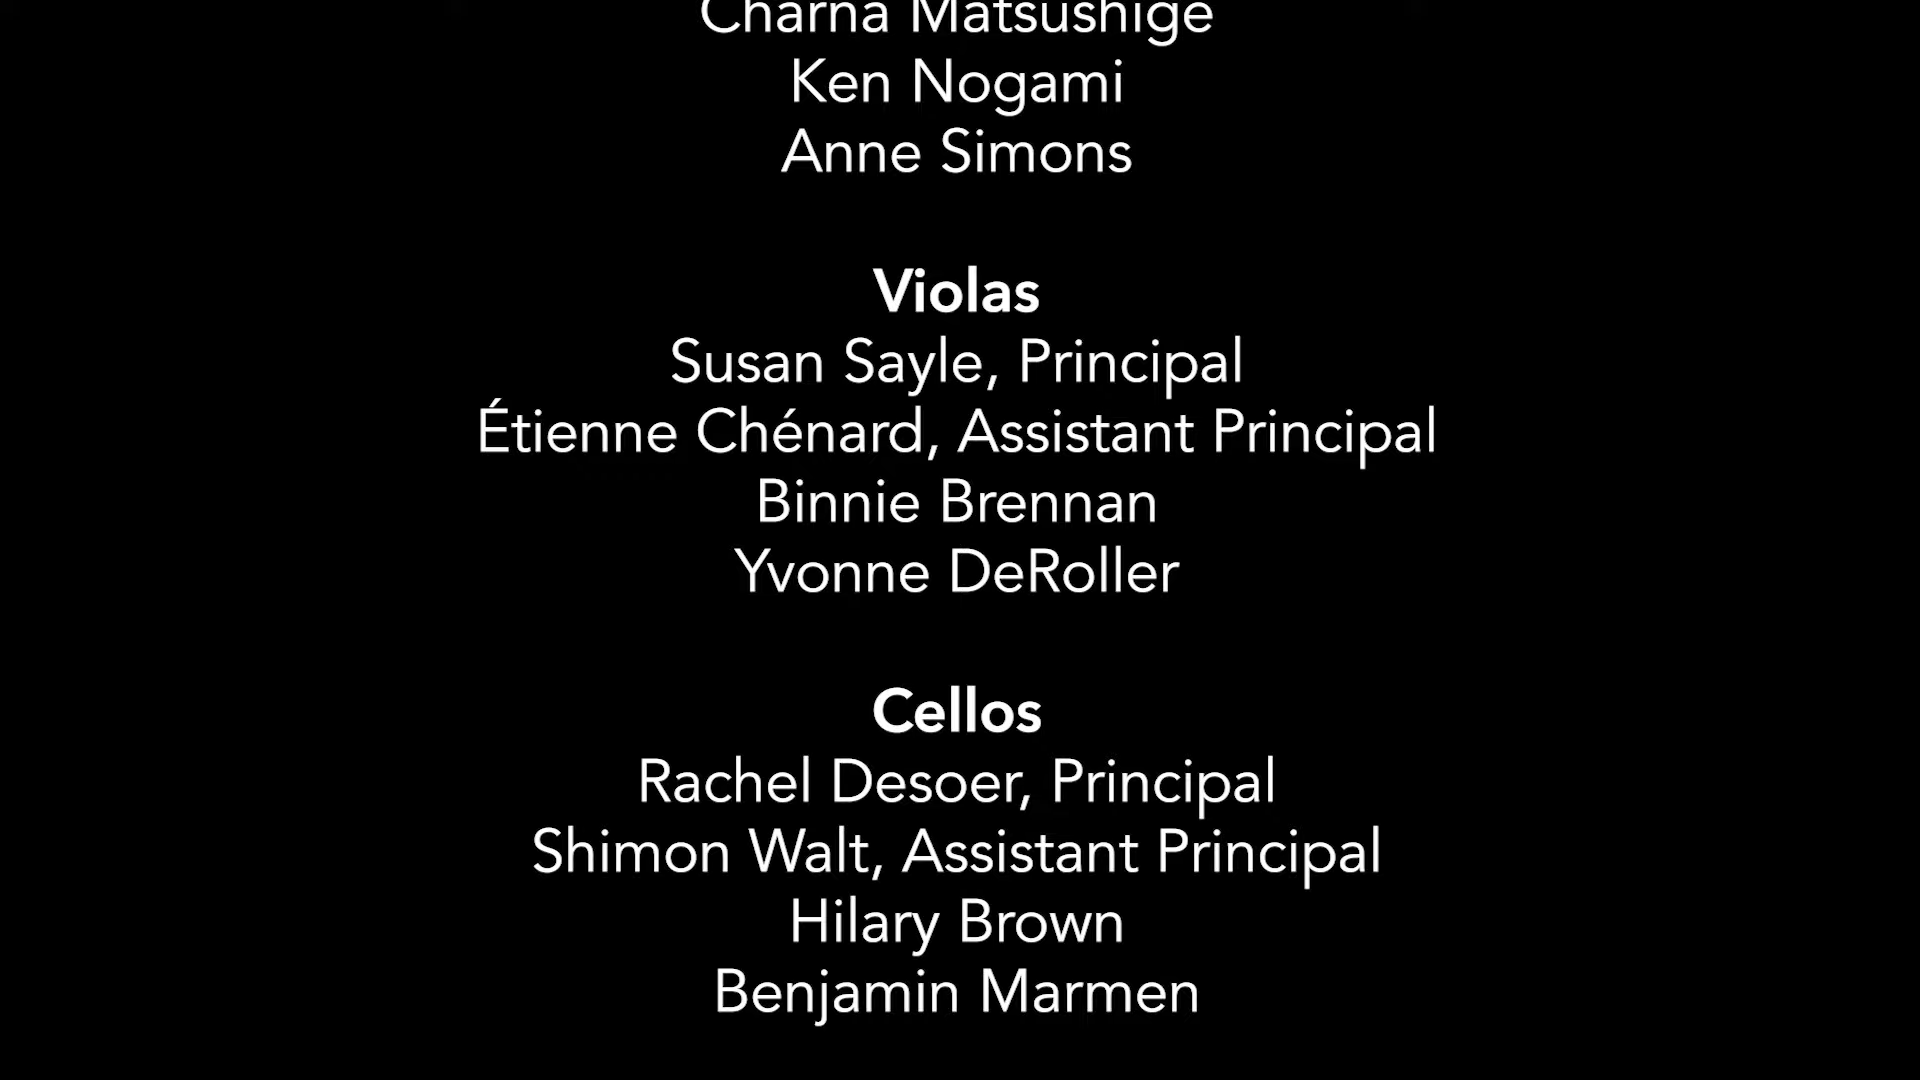 Charna Matsushige
Ken Nogami
Anne Simons
Violas
Susan Sayle, Principal
Étienne Chénard, Assistant Principal
Binnie Brennan
Yvonne DeRoller
Cellos
Rachel Desoer, Principal
Shimon Walt, Assistant Principal
Hilary Brown
Benjamin Marmen